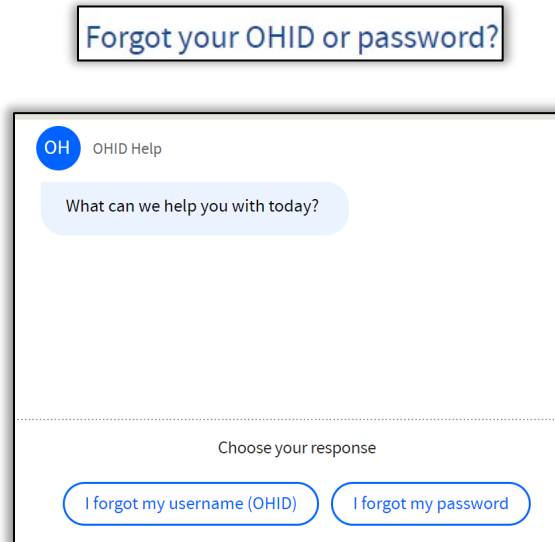 Forgot your OHID or password?
OH OHID Help
What can we help you with today?
Choose your response
I forgot my username (OHID) I forgot my password